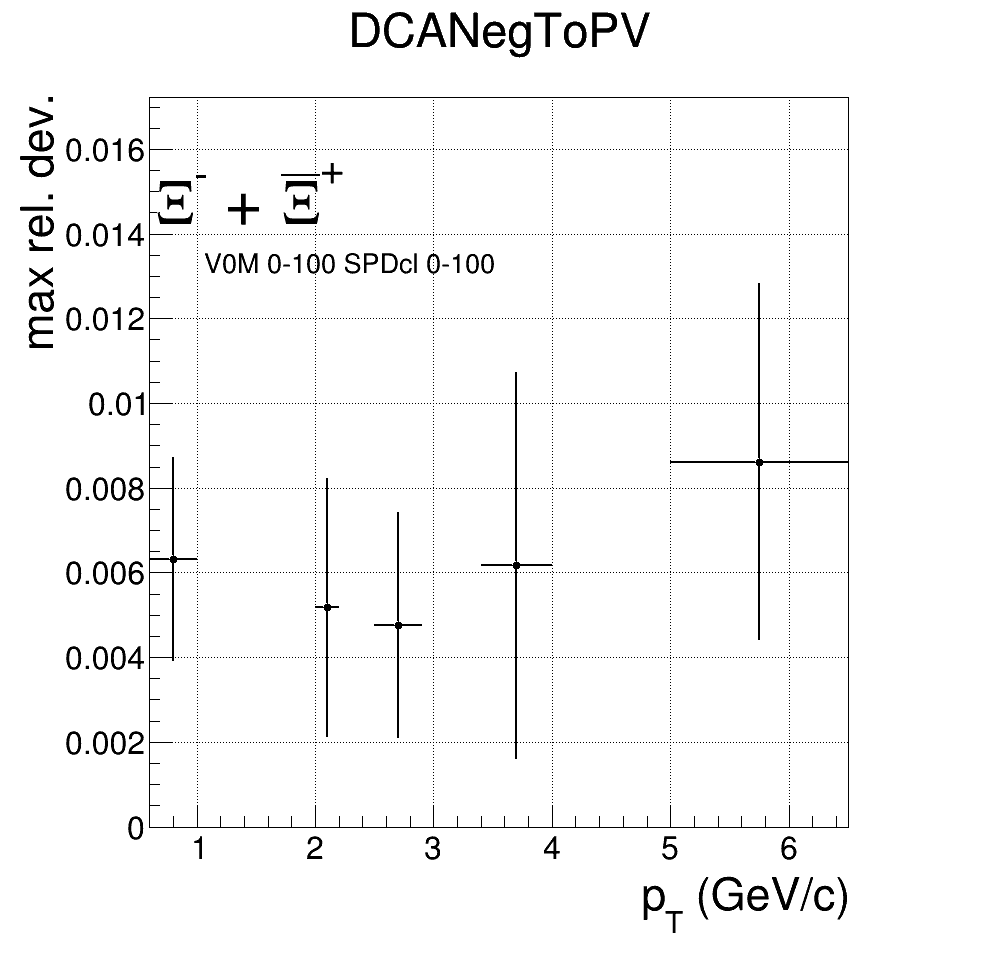 DCANegToPV
max rel. dev.
0.016
0.014
0.012
0.01
0.008
0.006
0.004
0.002
0
Ξ⁻ + Ξ̅⁺
V0M 0-100 SPDcl 0-100
1 2 3 4 5 6
p_T (GeV/c)